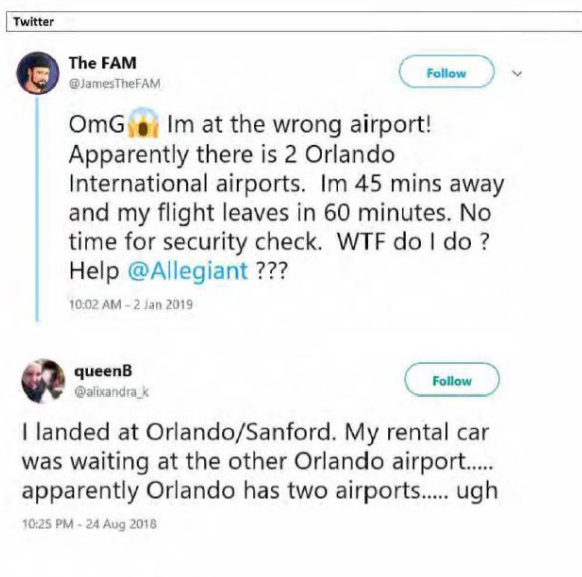 Twitter
The FAM
@JamesTheFAM
Follow
OmG😱 Im at the wrong airport!
Apparently there is 2 Orlando
International airports. Im 45 mins away
and my flight leaves in 60 minutes. No
time for security check. WTF do I do ?
Help @Allegiant ???
10:02 AM - 2 Jan 2019
queenB
@alixandra_k
Follow
I landed at Orlando/Sanford. My rental car
was waiting at the other Orlando airport.....
apparently Orlando has two airports..... ugh
10:25 PM - 24 Aug 2018